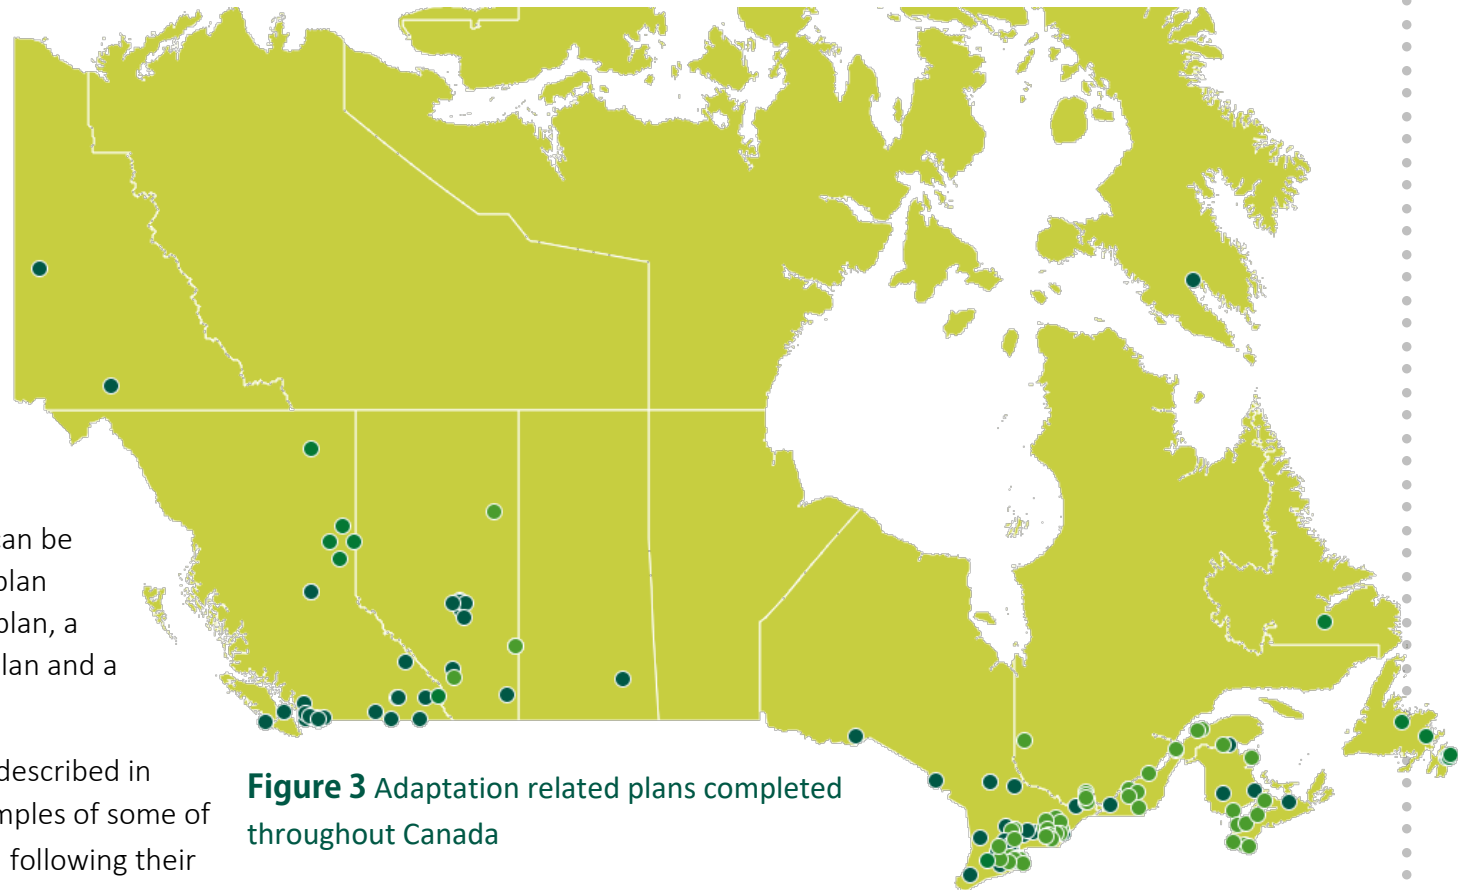 can be
plan
plan, a
lan and a
described in
mples of some of
following their
Figure 3 Adaptation related plans completed
throughout Canada